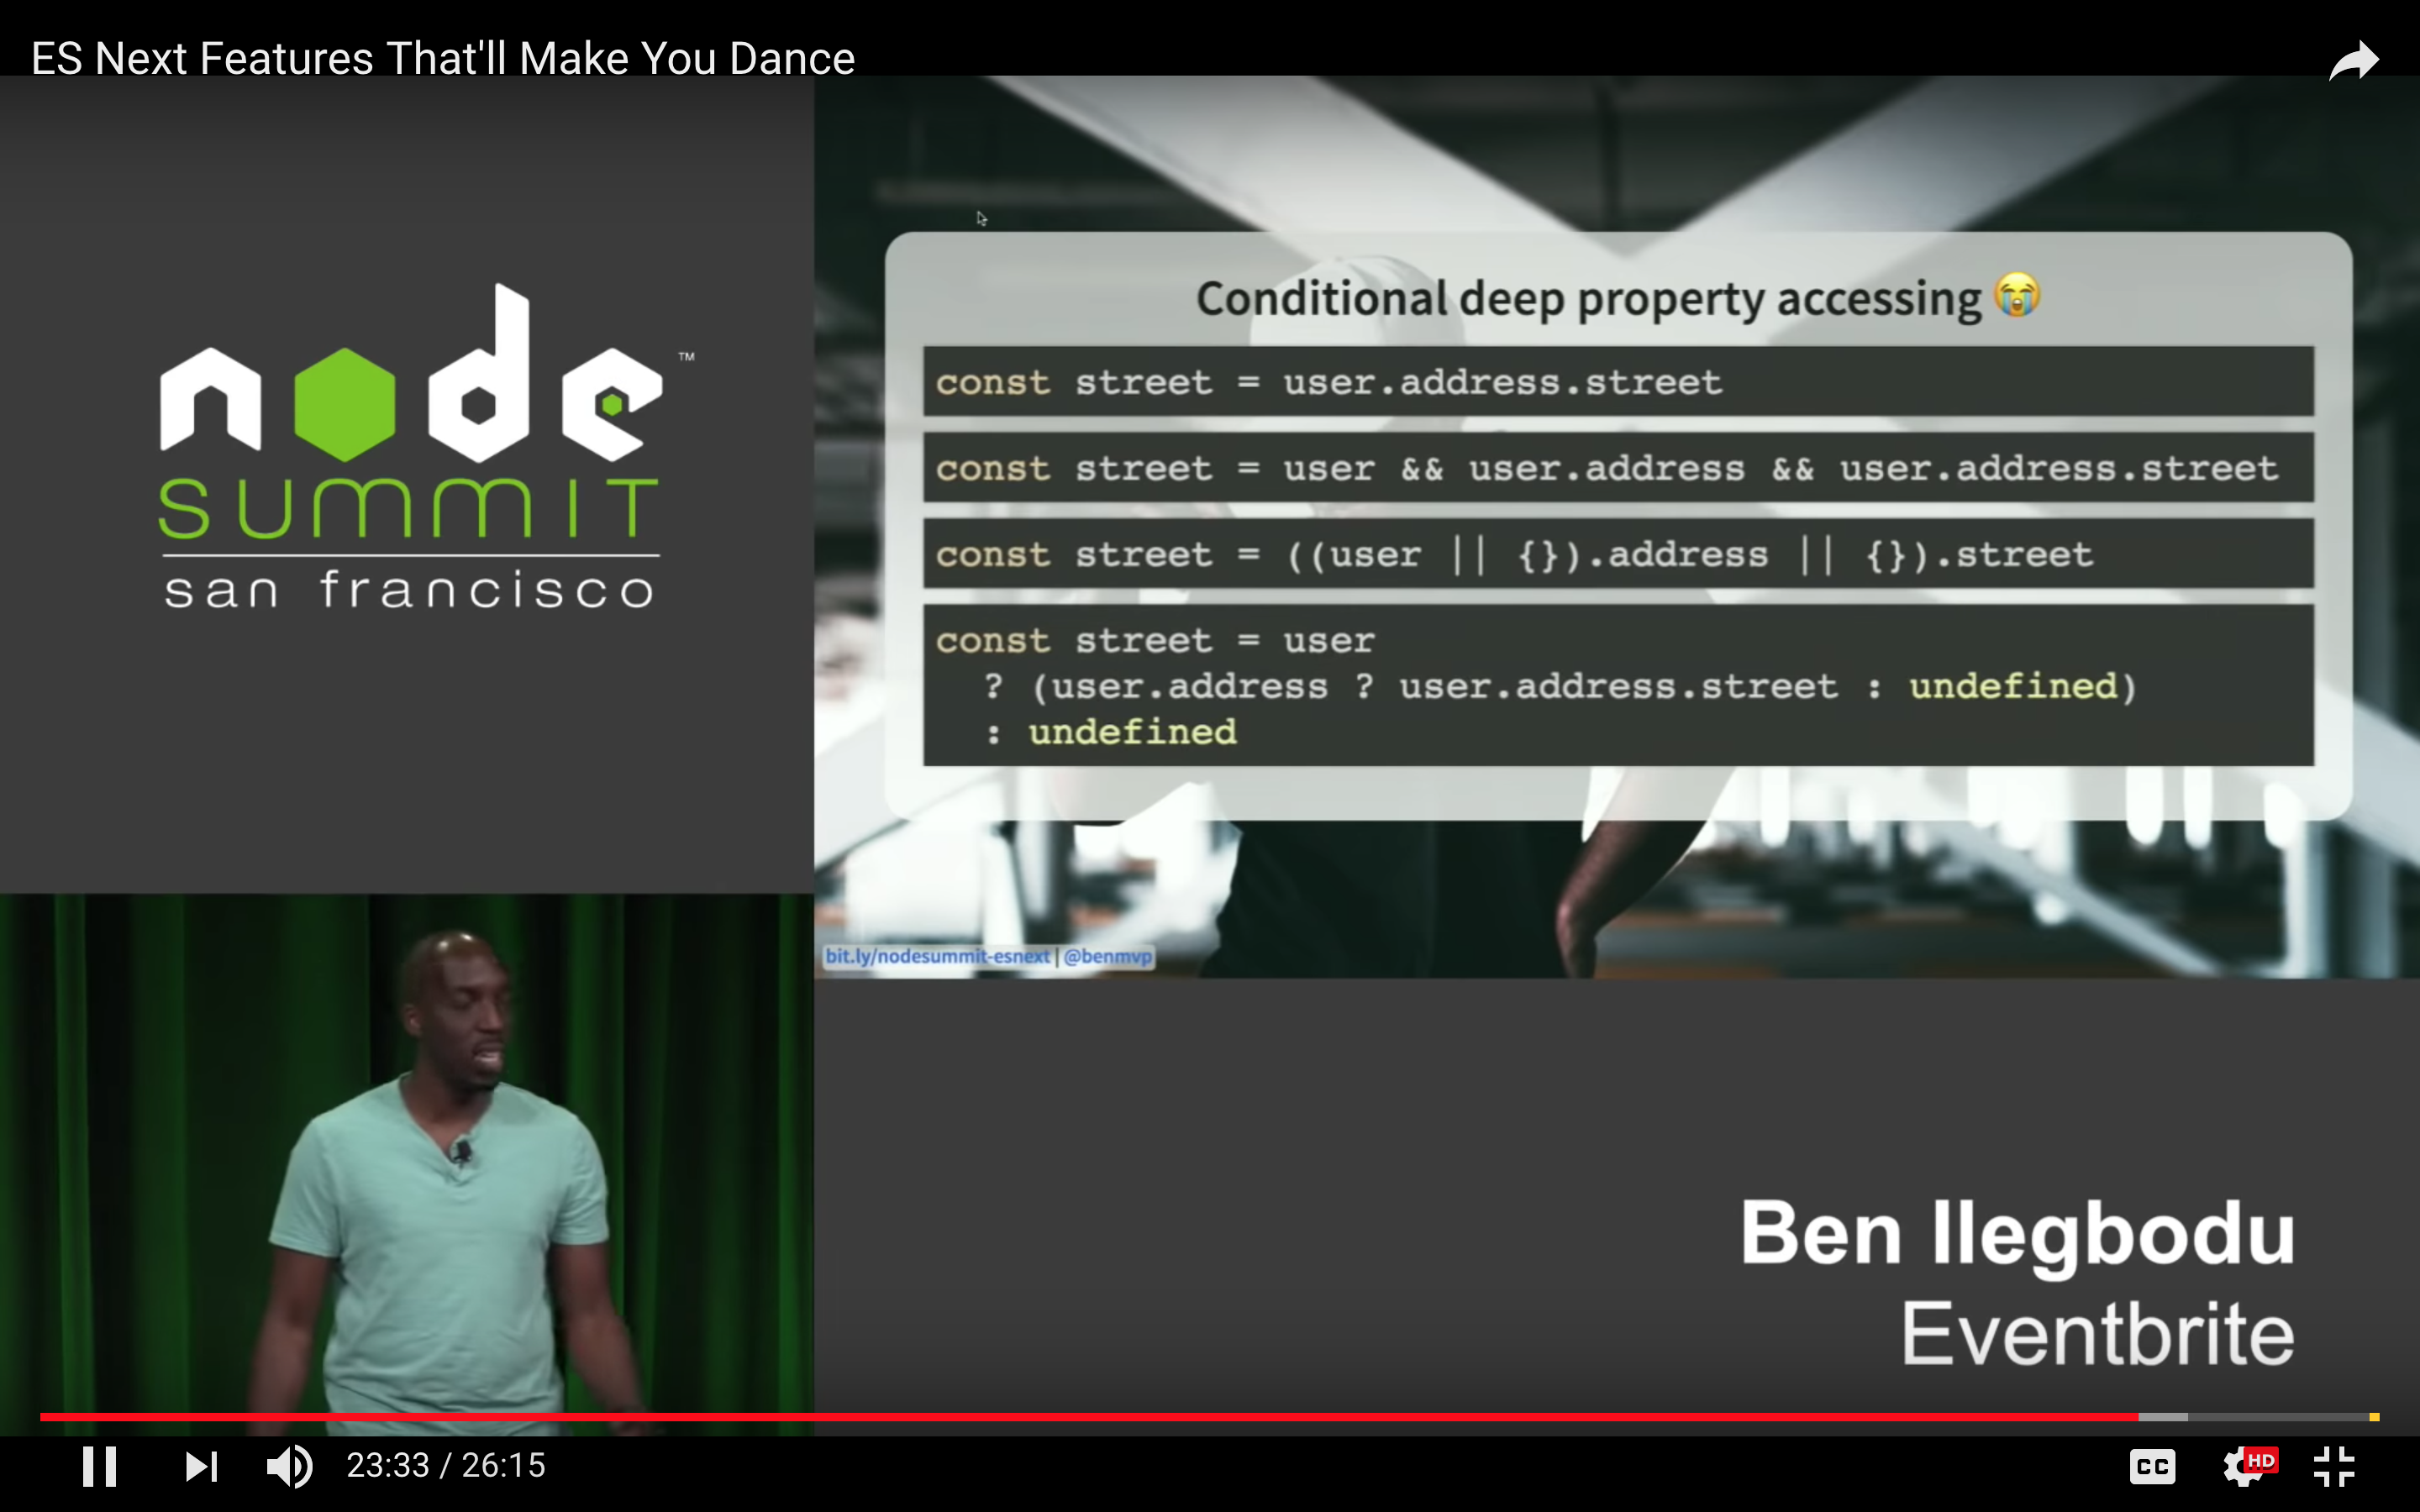 ES Next Features That'll Make You Dance
node ™
summit
san francisco
Conditional deep property accessing 😭
const street = user.address.street
const street = user && user.address && user.address.street
const street = ((user || {}).address || {}).street
const street = user
? (user.address ? user.address.street : undefined)
: undefined
bit.ly/nodesummit-esnext | @benmvp
Ben Ilegbodu
Eventbrite
23:33 / 26:15
CC
HD